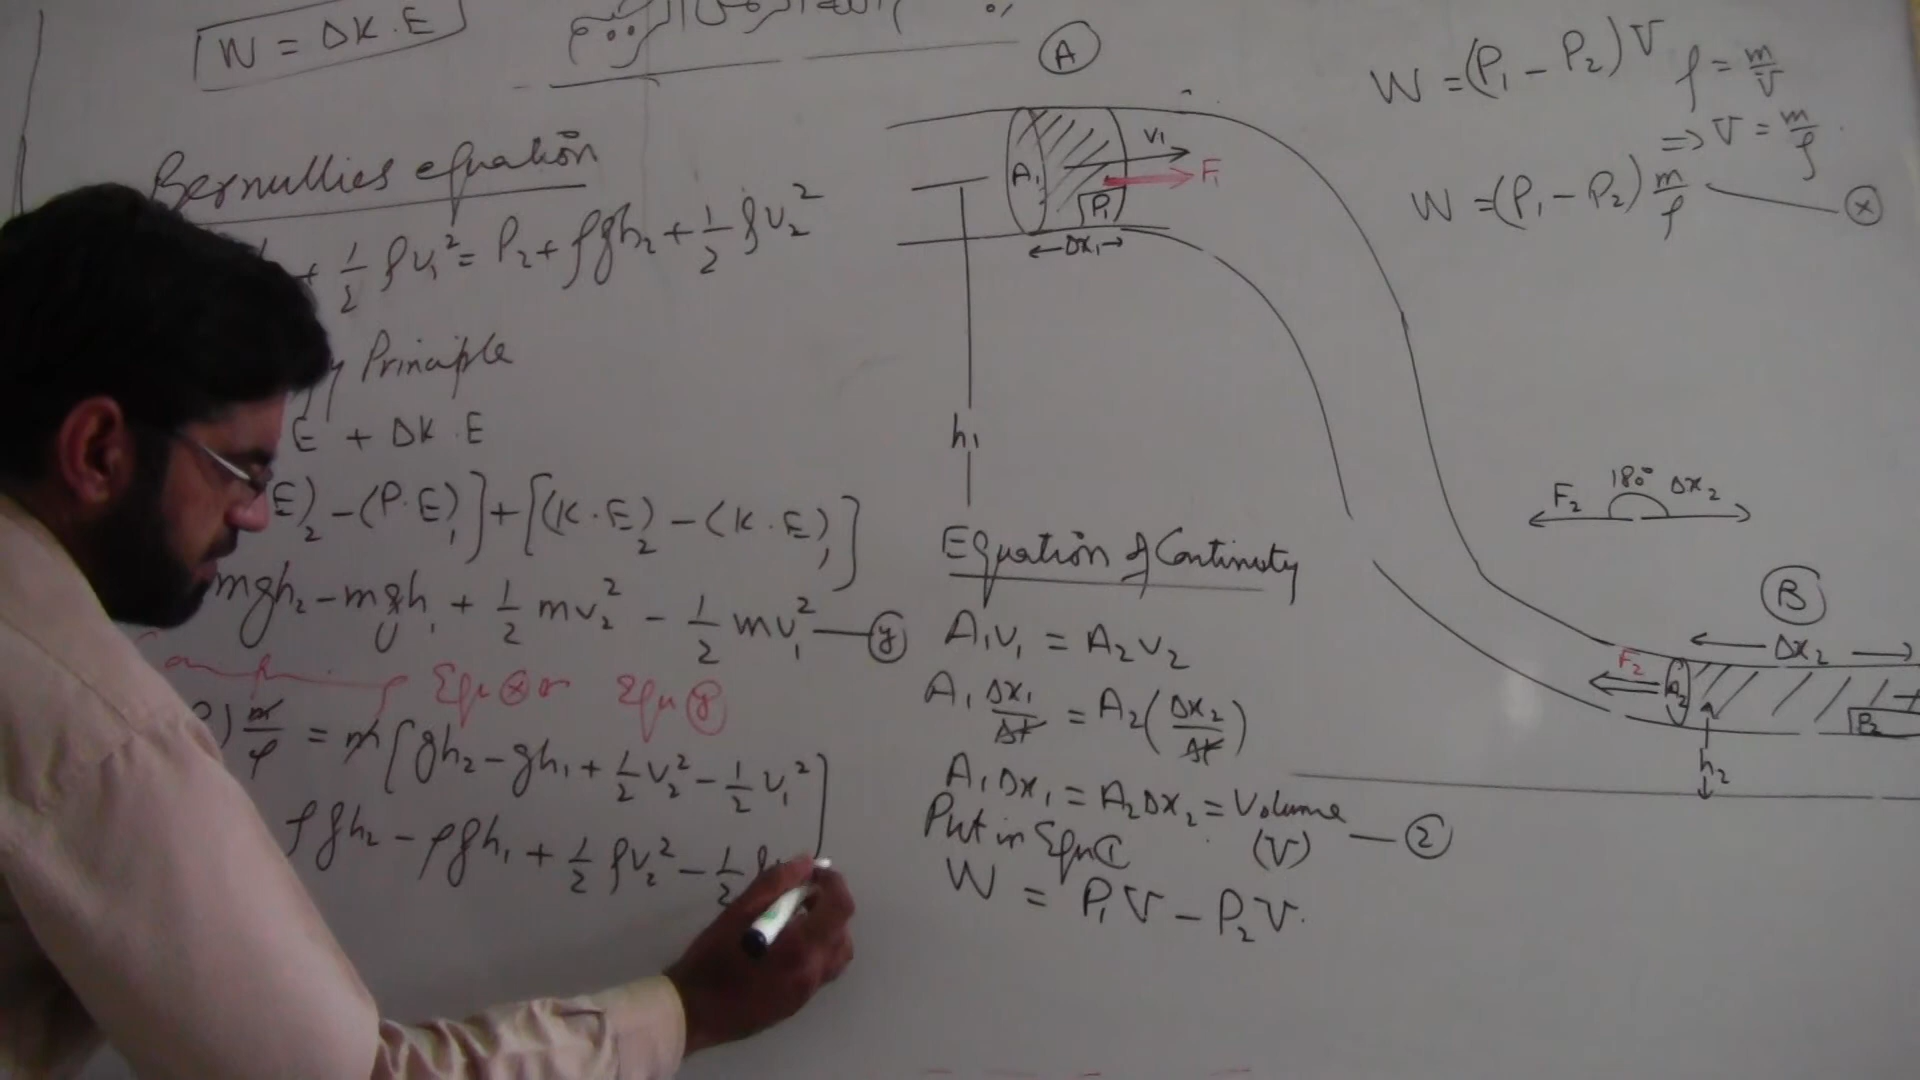 W = ΔK.E
Bernullies equation
+ 1/2 ρv₁² = P₂ + ρgh₂ + 1/2 ρv₂²
Principle
E + ΔK.E
E)₂ - (P.E)₁] + [(K.E)₂ - (K.E)₁]
mgh₂ - mgh₁ + 1/2 mv₂² - 1/2 mv₁² — (y)
Equ (x) or Equ (y)
) m/ρ = m [gh₂ - gh₁ + 1/2 v₂² - 1/2 v₁²]
ρgh₂ - ρgh₁ + 1/2 ρv₂² - 1/2 ρ
A
A₁
v₁
F₁
P₁
←Δx₁→
h₁
Equation of Continuty
A₁v₁ = A₂v₂
A₁ Δx₁/Δt = A₂(Δx₂/Δt)
A₁Δx₁ = A₂Δx₂ = Volume (V) — (2)
Put in Equ (1)
W = P₁V - P₂V.
W = (P₁ - P₂)V
ρ = m/V
⇒ V = m/ρ
W = (P₁ - P₂) m/ρ — (x)
F₂ 180° Δx₂
B
Δx₂
F₂
A₂
P₂
h₂